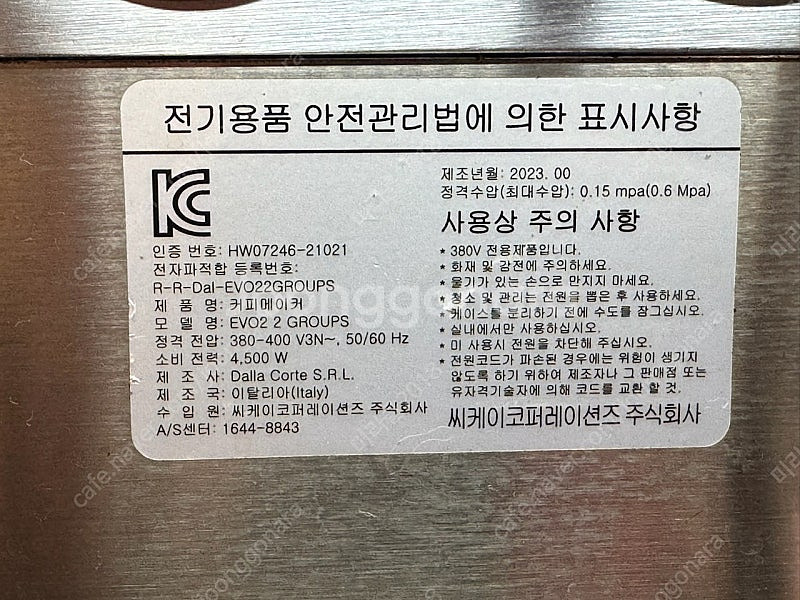 전기용품 안전관리법에 의한 표시사항
KC
인증 번호: HW07246-21021
전자파적합 등록번호:
R-R-Dal-EVO22GROUPS
제 품 명: 커피메이커
모 델 명: EVO2 2 GROUPS
정격 전압: 380-400 V3N~, 50/60 Hz
소비 전력: 4,500 W
제 조 사: Dalla Corte S.R.L.
제 조 국: 이탈리아(Italy)
수 입 원: 씨케이코퍼레이션즈 주식회사
A/S센터: 1644-8843
제조년월: 2023. 00
정격수압(최대수압): 0.15 mpa(0.6 Mpa)
사용상 주의 사항
* 380V 전용제품입니다.
* 화재 및 감전에 주의하세요.
* 물기가 있는 손으로 만지지 마세요.
* 청소 및 관리는 전원을 뽑은 후 사용하세요.
* 케이스를 분리하기 전에 수도를 잠그십시오.
* 실내에서만 사용하십시오.
* 미 사용시 전원을 차단해 주십시오.
* 전원코드가 파손된 경우에는 위험이 생기지
않도록 하기 위하여 제조자나 그 판매점 또는
유자격기술자에 의해 코드를 교환 할 것.
씨케이코퍼레이션즈 주식회사
joonggonara